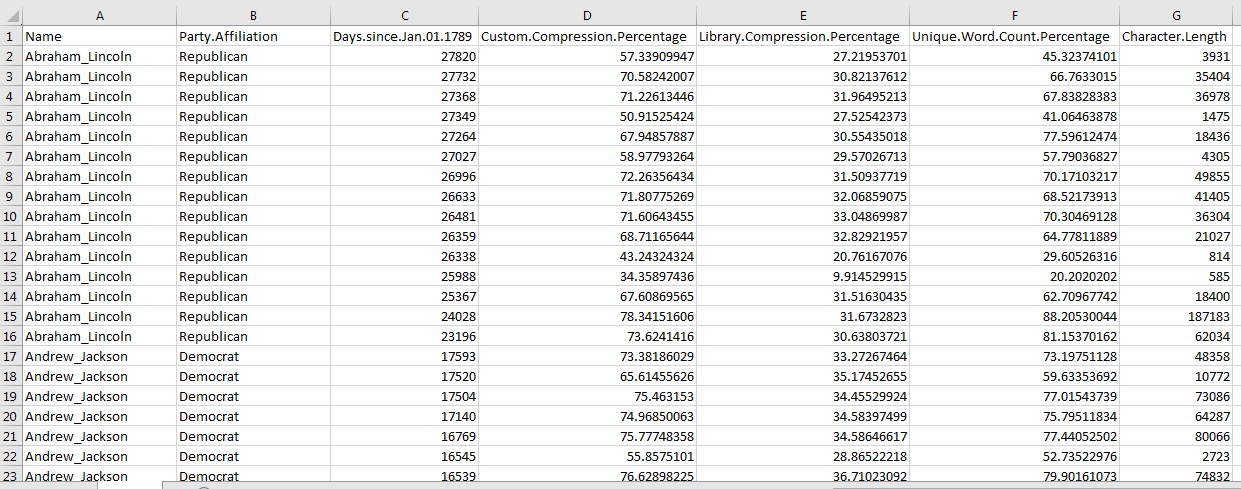 A B C D E F G
1 Name Party.Affiliation Days.since.Jan.01.1789 Custom.Compression.Percentage Library.Compression.Percentage Unique.Word.Count.Percentage Character.Length
2 Abraham_Lincoln Republican 27820 57.33909947 27.21953701 45.32374101 3931
3 Abraham_Lincoln Republican 27732 70.58242007 30.82137612 66.7633015 35404
4 Abraham_Lincoln Republican 27368 71.22613446 31.96495213 67.83828383 36978
5 Abraham_Lincoln Republican 27349 50.91525424 27.52542373 41.06463878 1475
6 Abraham_Lincoln Republican 27264 67.94857887 30.55435018 77.59612474 18436
7 Abraham_Lincoln Republican 27027 58.97793264 29.57026713 57.79036827 4305
8 Abraham_Lincoln Republican 26996 72.26356434 31.50937719 70.17103217 49855
9 Abraham_Lincoln Republican 26633 71.80775269 32.06859075 68.52173913 41405
10 Abraham_Lincoln Republican 26481 71.60643455 33.04869987 70.30469128 36304
11 Abraham_Lincoln Republican 26359 68.71165644 32.82921957 64.77811889 21027
12 Abraham_Lincoln Republican 26338 43.24324324 20.76167076 29.60526316 814
13 Abraham_Lincoln Republican 25988 34.35897436 9.914529915 20.2020202 585
14 Abraham_Lincoln Republican 25367 67.60869565 31.51630435 62.70967742 18400
15 Abraham_Lincoln Republican 24028 78.34151606 31.6732823 88.20530044 187183
16 Abraham_Lincoln Republican 23196 73.6241416 30.63803721 81.15370162 62034
17 Andrew_Jackson Democrat 17593 73.38186029 33.27267464 73.19751128 48358
18 Andrew_Jackson Democrat 17520 65.61455626 35.17452655 59.63353692 10772
19 Andrew_Jackson Democrat 17504 75.463153 34.45529924 77.01543739 73086
20 Andrew_Jackson Democrat 17140 74.96850063 34.58397499 75.79511834 64287
21 Andrew_Jackson Democrat 16769 75.77748358 34.58646617 77.44052502 80066
22 Andrew_Jackson Democrat 16545 55.8575101 28.86522218 52.73522976 2723
23 Andrew_Jackson Democrat 16539 76.62898225 36.71023092 79.90161073 74832